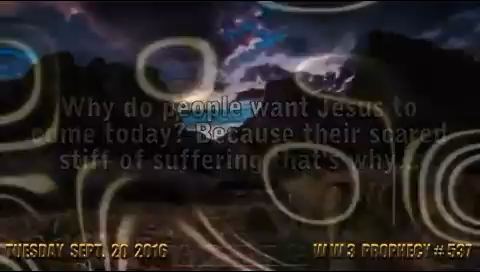 Why do people want Jesus to
come today? Because their scared
stiff of suffering that's why...
TUESDAY SEPT. 20 2016
WW3 PROPHECY #537